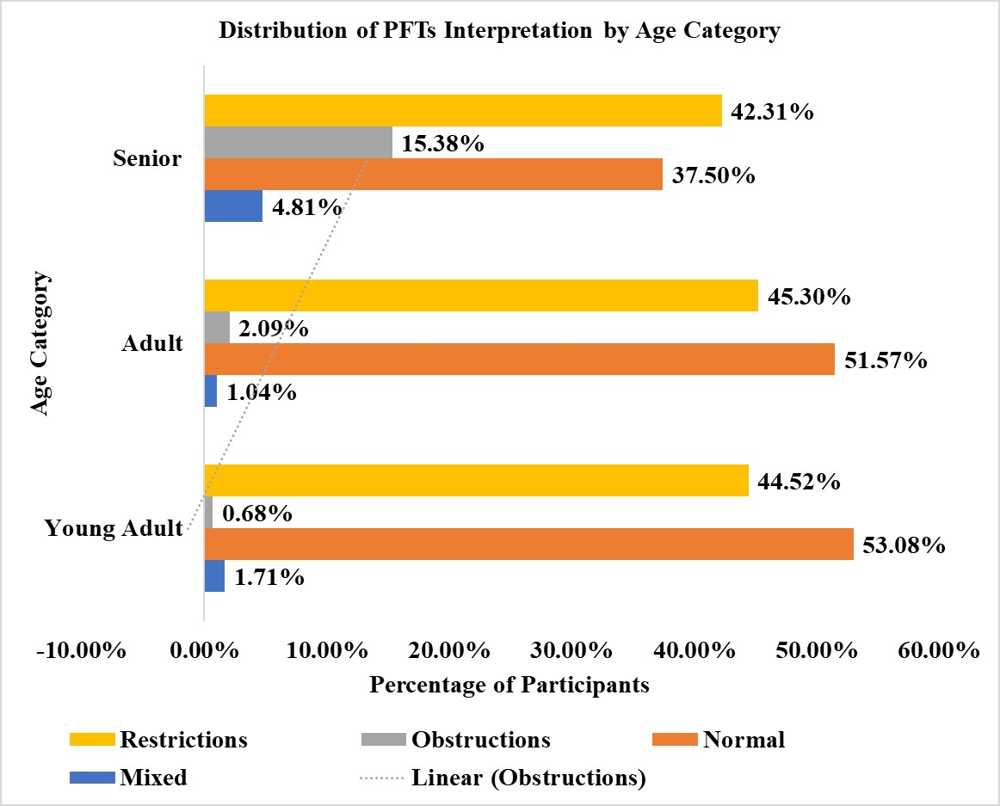 Distribution of PFTs Interpretation by Age Category
42.31%
15.38%
Senior
37.50%
4.81%
Age Category
45.30%
2.09%
Adult
51.57%
1.04%
44.52%
0.68%
Young Adult
53.08%
1.71%
-10.00% 0.00% 10.00% 20.00% 30.00% 40.00% 50.00% 60.00%
Percentage of Participants
Restrictions Obstructions Normal
Mixed Linear (Obstructions)